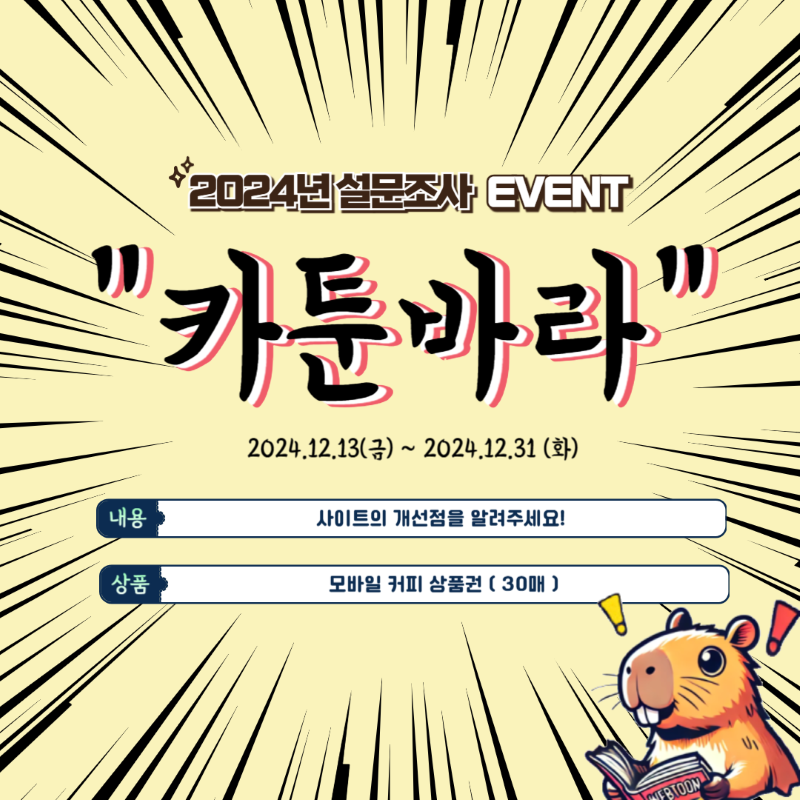 2024년 설문조사 EVENT
"카툰바라"
2024.12.13(금) ~ 2024.12.31 (화)
내용 사이트의 개선점을 알려주세요!
상품 모바일 커피 상품권 ( 30매 )
WEBTOON